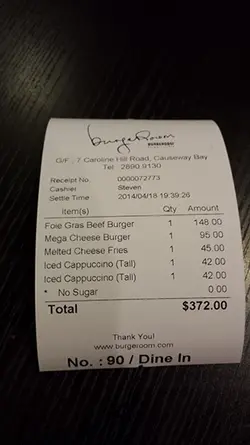 burgeRoom
G/F., 7 Caroline Hill Road, Causeway Bay
Tel : 2890 9130
Receipt No. 0000072773
Cashier Steven
Settle Time 2014/04/18 19:39:26
Item(s) Qty Amount
Foie Gras Beef Burger 1 148.00
Mega Cheese Burger 1 95.00
Melted Cheese Fries 1 45.00
Iced Cappuccino (Tall) 1 42.00
Iced Cappuccino (Tall) 1 42.00
* No Sugar 0.00
Total $372.00
Thank You!
www.burgeroom.com
No. : 90 / Dine In